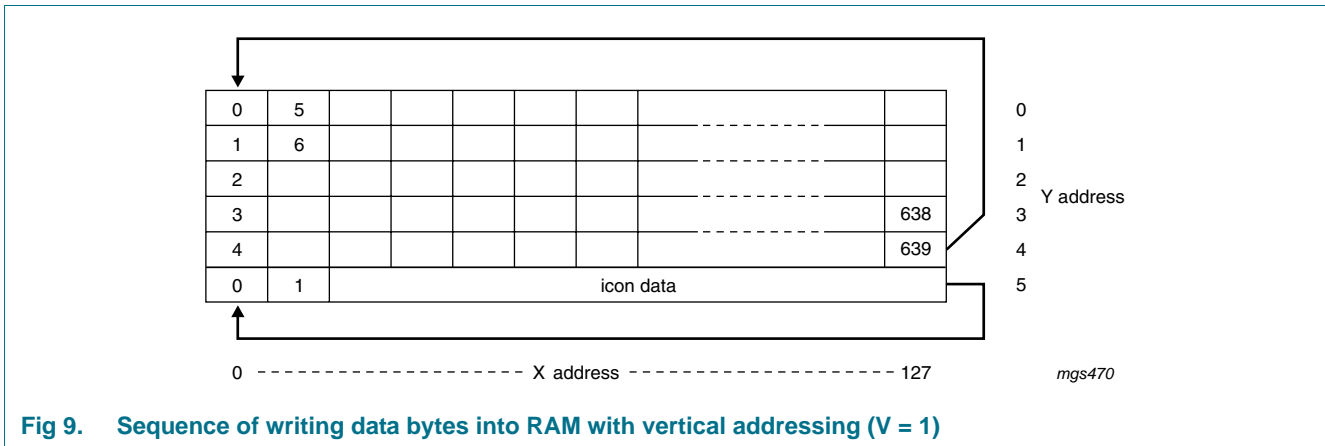 0 5 0
1 6 1
2 2
Y address
3 638 3
4 639 4
0 1 icon data 5
0 X address 127 mgs470
Fig 9. Sequence of writing data bytes into RAM with vertical addressing (V = 1)